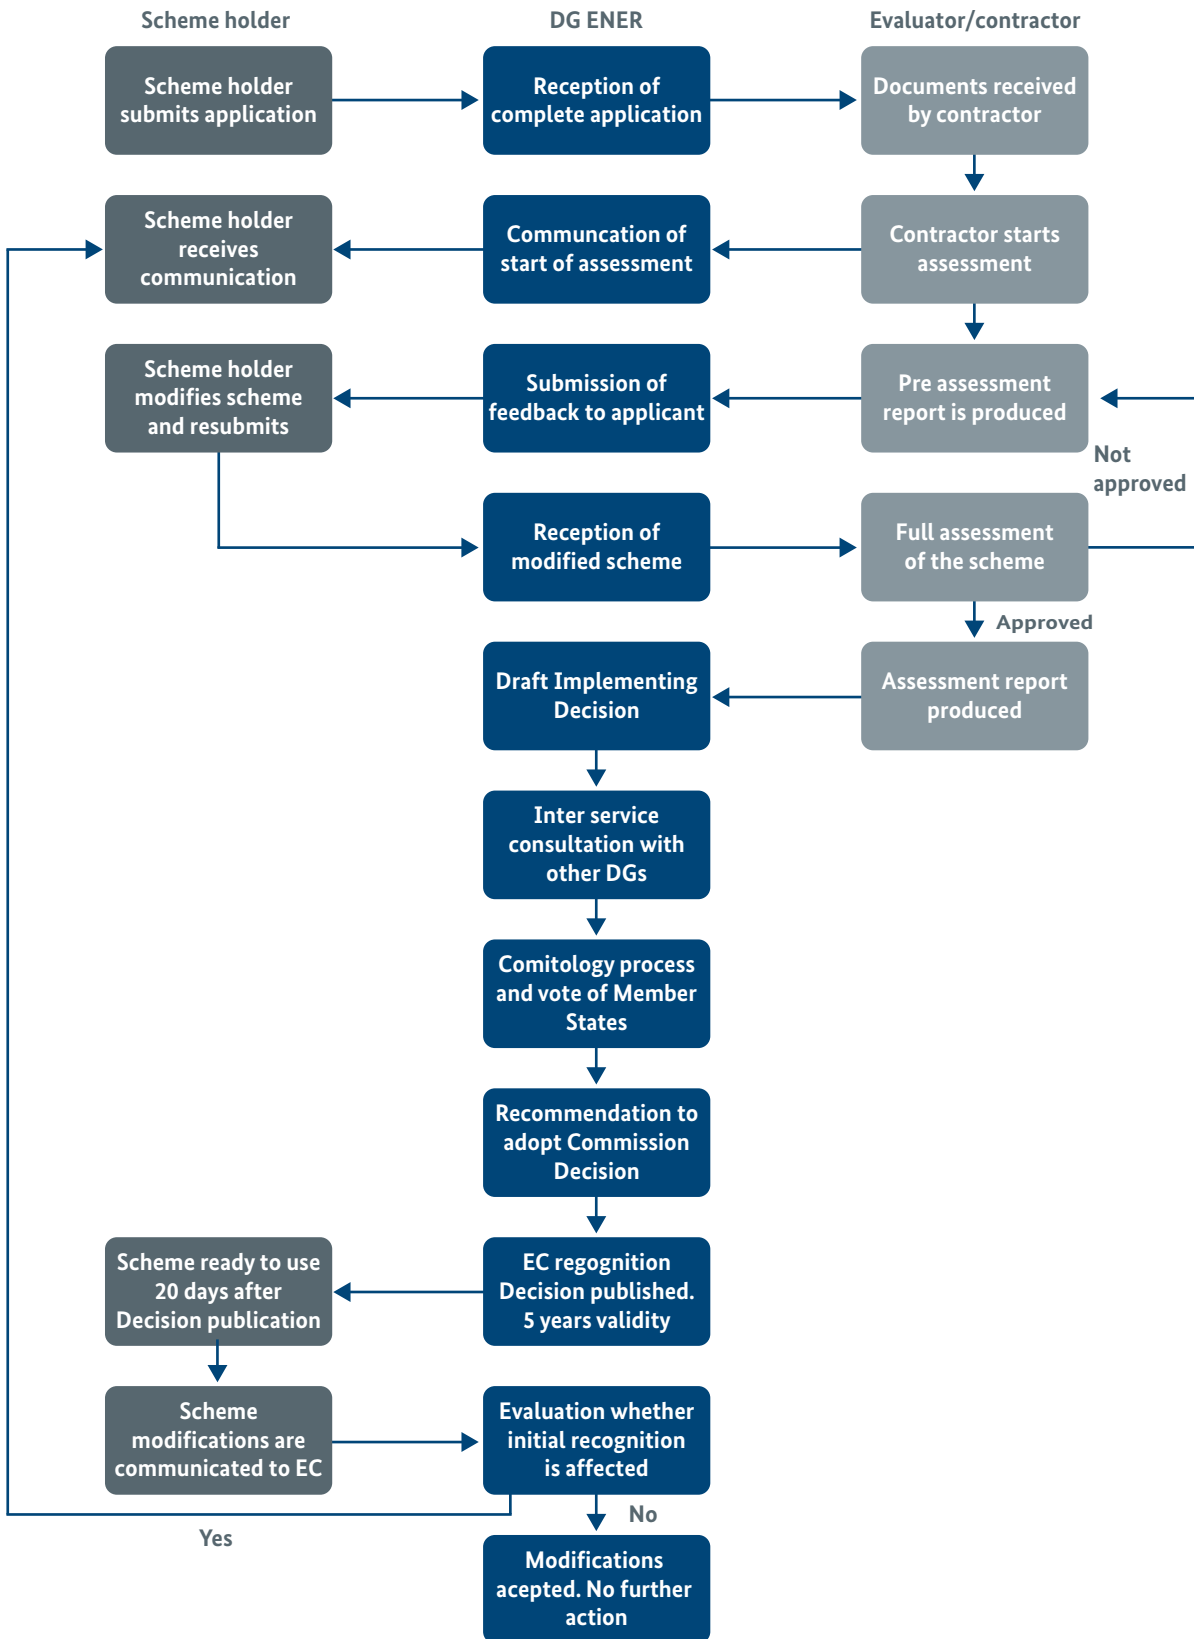 Scheme holder
DG ENER
Evaluator/contractor
Scheme holder
submits application
Reception of
complete application
Documents received
by contractor
Scheme holder
receives
communication
Communcation of
start of assessment
Contractor starts
assessment
Scheme holder
modifies scheme
and resubmits
Submission of
feedback to applicant
Pre assessment
report is produced
Not
approved
Reception of
modified scheme
Full assessment
of the scheme
Approved
Draft Implementing
Decision
Assessment report
produced
Inter service
consultation with
other DGs
Comitology process
and vote of Member
States
Recommendation to
adopt Commission
Decision
Scheme ready to use
20 days after
Decision publication
EC regognition
Decision published.
5 years validity
Scheme
modifications are
communicated to EC
Evaluation whether
initial recognition
is affected
Yes
No
Modifications
acepted. No further
action